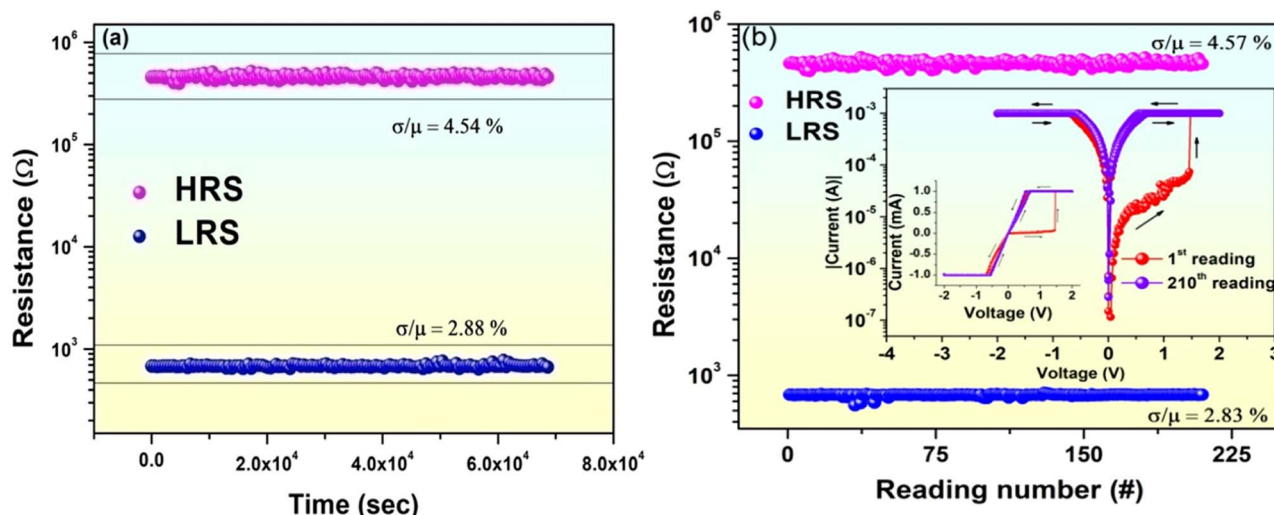 (a)
10⁶
10⁵
10⁴
10³
Resistance (Ω)
σ/μ = 4.54 %
HRS
LRS
σ/μ = 2.88 %
0.0
2.0x10⁴
4.0x10⁴
6.0x10⁴
8.0x10⁴
Time (sec)
(b)
10⁶
10⁵
10⁴
10³
Resistance (Ω)
σ/μ = 4.57 %
HRS
LRS
10⁻³
10⁻⁴
10⁻⁵
10⁻⁶
10⁻⁷
|Current (A)|
1.0
0.5
0.0
-0.5
-1.0
Current (mA)
-2
-1
0
1
2
Voltage (V)
1ˢᵗ reading
210ᵗʰ reading
-4
-3
-2
-1
0
1
2
3
Voltage (V)
σ/μ = 2.83 %
0
75
150
225
Reading number (#)